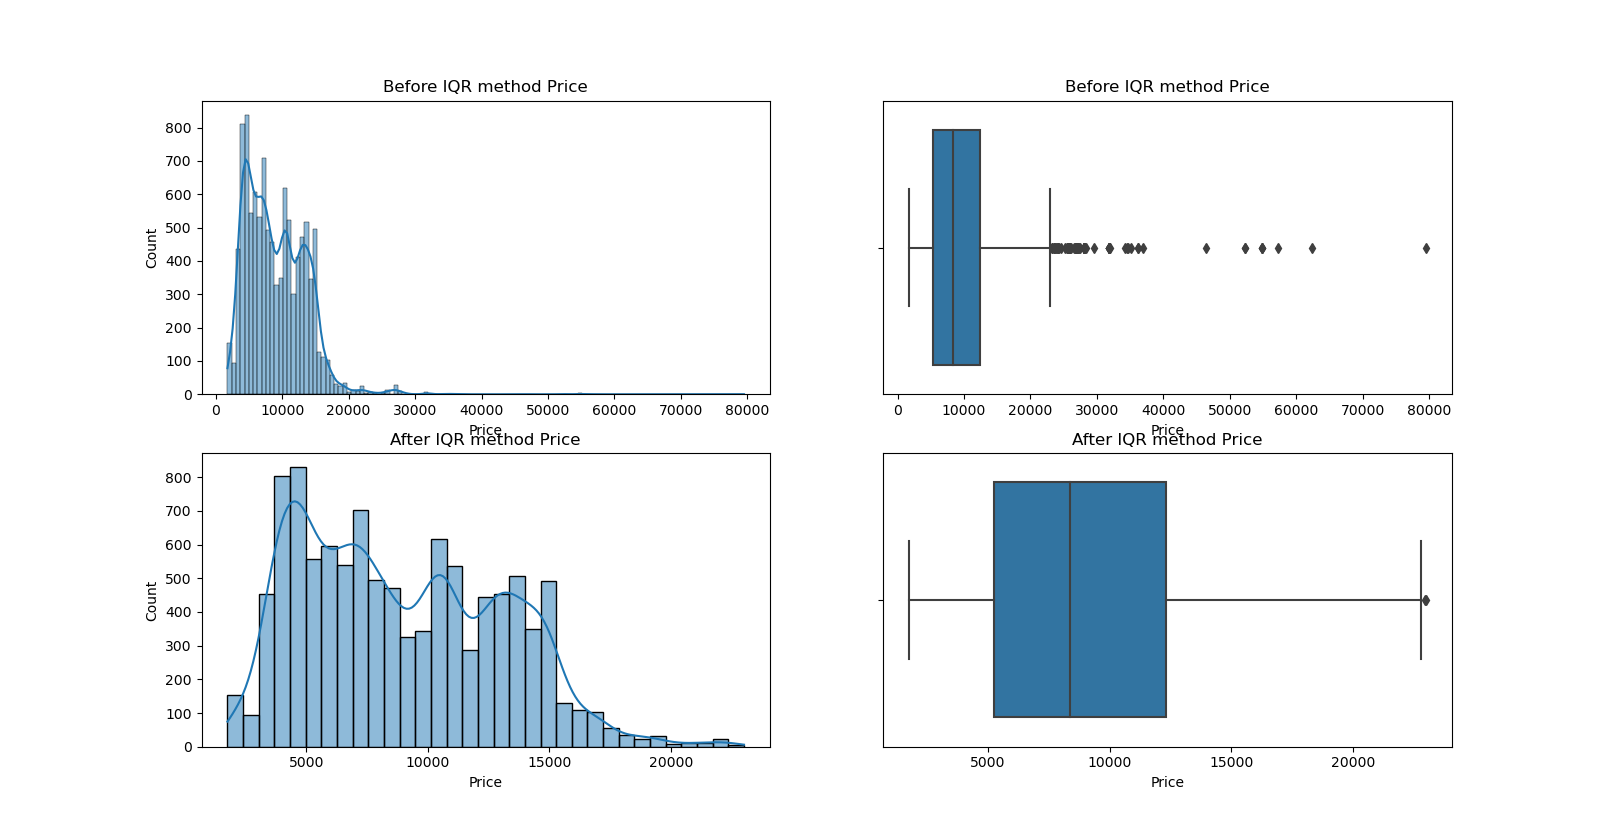 Before IQR method Price
Count
800
700
600
500
400
300
200
100
0
0 10000 20000 30000 40000 50000 60000 70000 80000
Price
Before IQR method Price
0 10000 20000 30000 40000 50000 60000 70000 80000
Price
After IQR method Price
Count
800
700
600
500
400
300
200
100
0
5000 10000 15000 20000
Price
After IQR method Price
5000 10000 15000 20000
Price